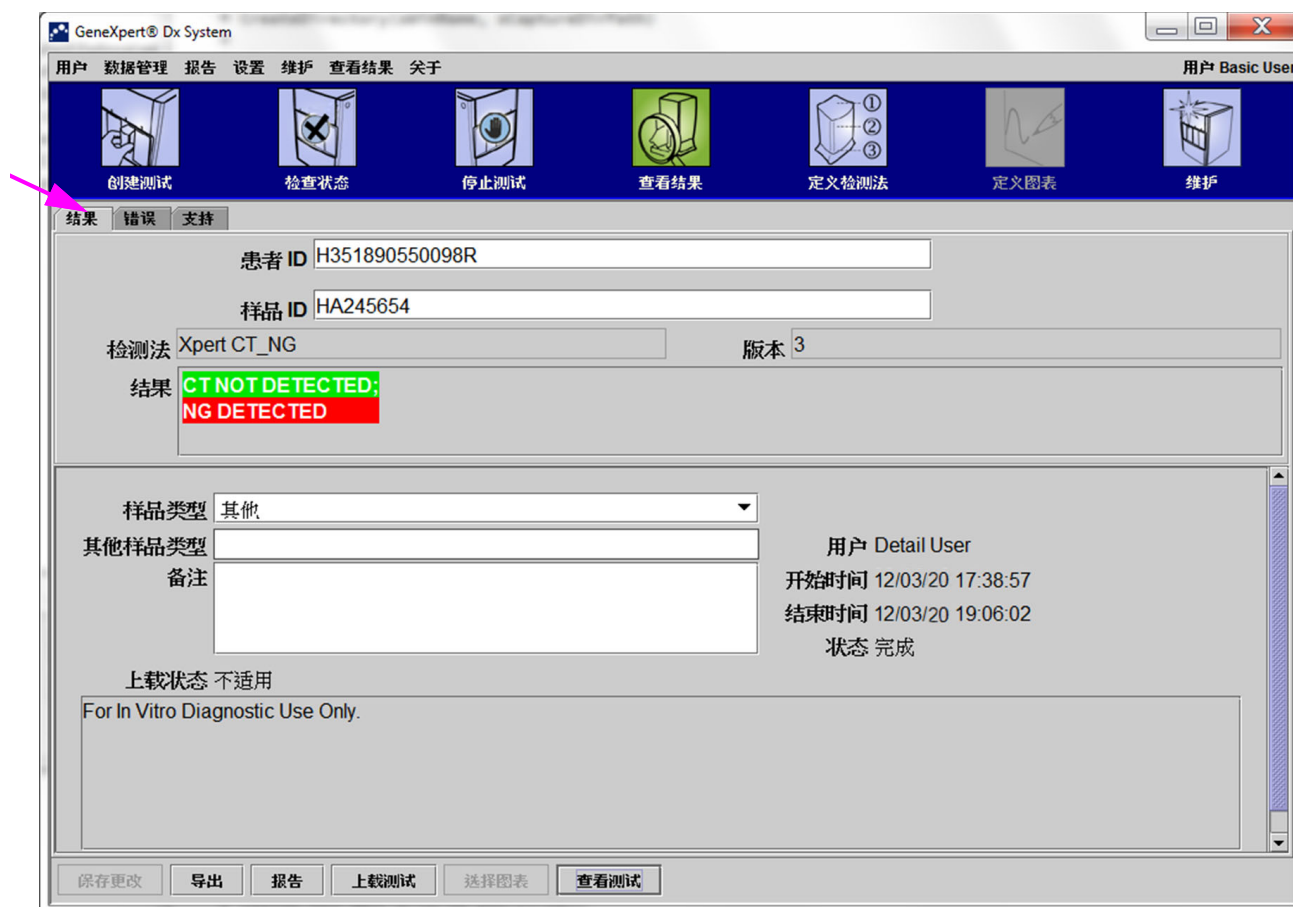 GeneXpert® Dx System
用户 数据管理 报告 设置 维护 查看结果 关于 用户 Basic User
创建测试 检查状态 停止测试 查看结果 定义检测法 定义图表 维护
① ② ③
结果 错误 支持
患者 ID H351890550098R
样品 ID HA245654
检测法 Xpert CT_NG 版本 3
结果 CT NOT DETECTED;
NG DETECTED
样品类型 其他
其他样品类型 用户 Detail User
备注 开始时间 12/03/20 17:38:57
结束时间 12/03/20 19:06:02
状态 完成
上载状态 不适用
For In Vitro Diagnostic Use Only.
保存更改 导出 报告 上载测试 选择图表 查看测试